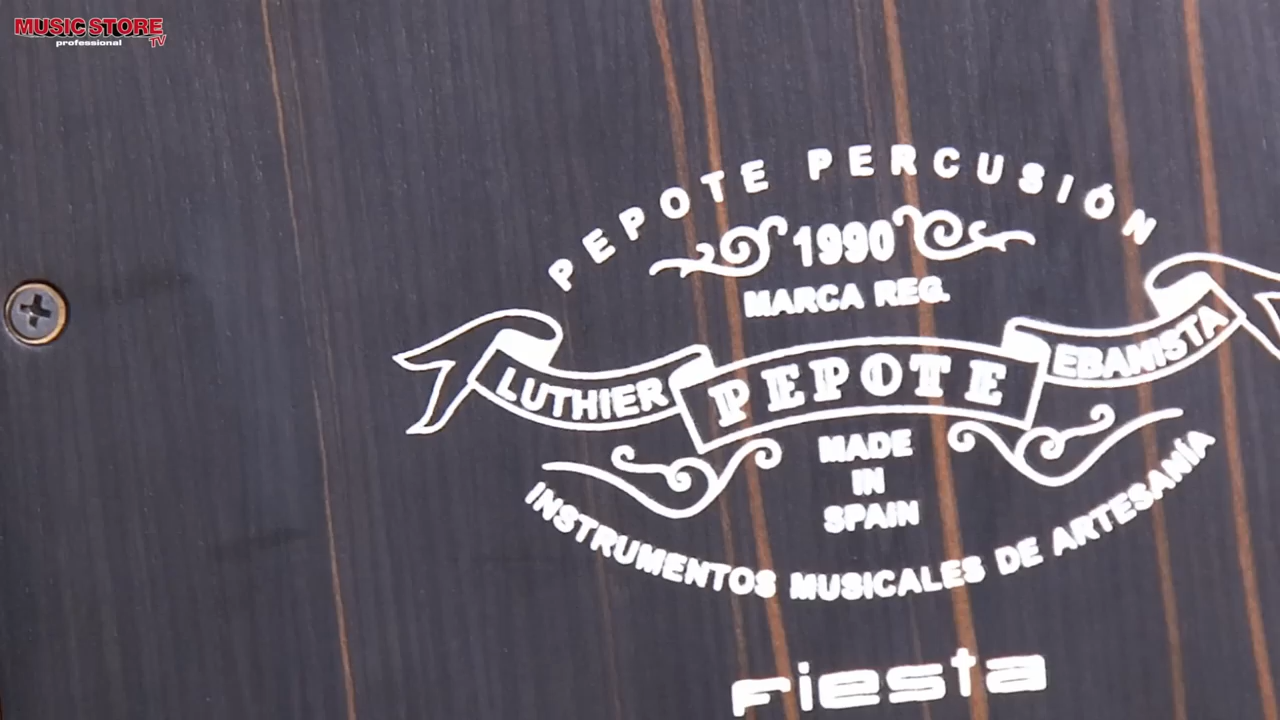 MUSIC STORE
professional TV
PEPOTE PERCUSIÓN
1990
MARCA REG.
LUTHIER PEPOTE EBANISTA
MADE
IN
SPAIN
INSTRUMENTOS MUSICALES DE ARTESANÍA
Fiesta